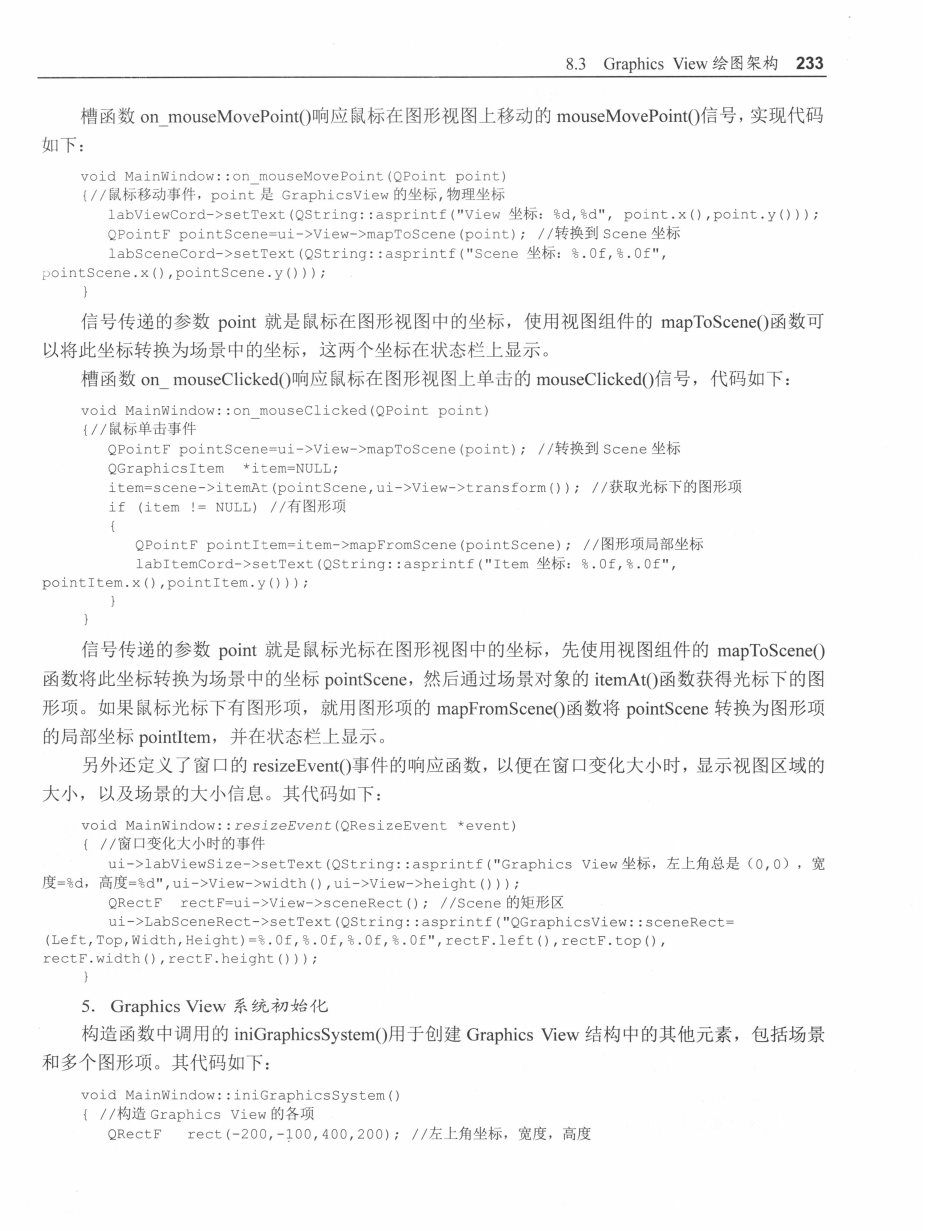 8.3 Graphics View 绘图架构 233
槽函数 on_mouseMovePoint()响应鼠标在图形视图上移动的 mouseMovePoint()信号，实现代码
如下：
void MainWindow::on_mouseMovePoint(QPoint point)
{//鼠标移动事件，point 是 GraphicsView 的坐标,物理坐标
labViewCord->setText(QString::asprintf("View 坐标：%d,%d", point.x(),point.y()));
QPointF pointScene=ui->View->mapToScene(point); //转换到 Scene 坐标
labSceneCord->setText(QString::asprintf("Scene 坐标：%.0f,%.0f",
pointScene.x(),pointScene.y()));
}
信号传递的参数 point 就是鼠标在图形视图中的坐标，使用视图组件的 mapToScene()函数可
以将此坐标转换为场景中的坐标，这两个坐标在状态栏上显示。
槽函数 on_ mouseClicked()响应鼠标在图形视图上单击的 mouseClicked()信号，代码如下：
void MainWindow::on_mouseClicked(QPoint point)
{//鼠标单击事件
QPointF pointScene=ui->View->mapToScene(point); //转换到 Scene 坐标
QGraphicsItem *item=NULL;
item=scene->itemAt(pointScene,ui->View->transform()); //获取光标下的图形项
if (item != NULL) //有图形项
{
QPointF pointItem=item->mapFromScene(pointScene); //图形项局部坐标
labItemCord->setText(QString::asprintf("Item 坐标：%.0f,%.0f",
pointItem.x(),pointItem.y()));
}
}
信号传递的参数 point 就是鼠标光标在图形视图中的坐标，先使用视图组件的 mapToScene()
函数将此坐标转换为场景中的坐标 pointScene，然后通过场景对象的 itemAt()函数获得光标下的图
形项。如果鼠标光标下有图形项，就用图形项的 mapFromScene()函数将 pointScene 转换为图形项
的局部坐标 pointItem，并在状态栏上显示。
另外还定义了窗口的 resizeEvent()事件的响应函数，以便在窗口变化大小时，显示视图区域的
大小，以及场景的大小信息。其代码如下：
void MainWindow::resizeEvent(QResizeEvent *event)
{ //窗口变化大小时的事件
ui->labViewSize->setText(QString::asprintf("Graphics View 坐标，左上角总是（0,0），宽
度=%d，高度=%d",ui->View->width(),ui->View->height()));
QRectF rectF=ui->View->sceneRect(); //Scene 的矩形区
ui->LabSceneRect->setText(QString::asprintf("QGraphicsView::sceneRect=
(Left,Top,Width,Height)=%.0f,%.0f,%.0f,%.0f",rectF.left(),rectF.top(),
rectF.width(),rectF.height()));
}
5．Graphics View 系统初始化
构造函数中调用的 iniGraphicsSystem()用于创建 Graphics View 结构中的其他元素，包括场景
和多个图形项。其代码如下：
void MainWindow::iniGraphicsSystem()
{ //构造 Graphics View 的各项
QRectF rect(-200,-100,400,200); //左上角坐标，宽度，高度